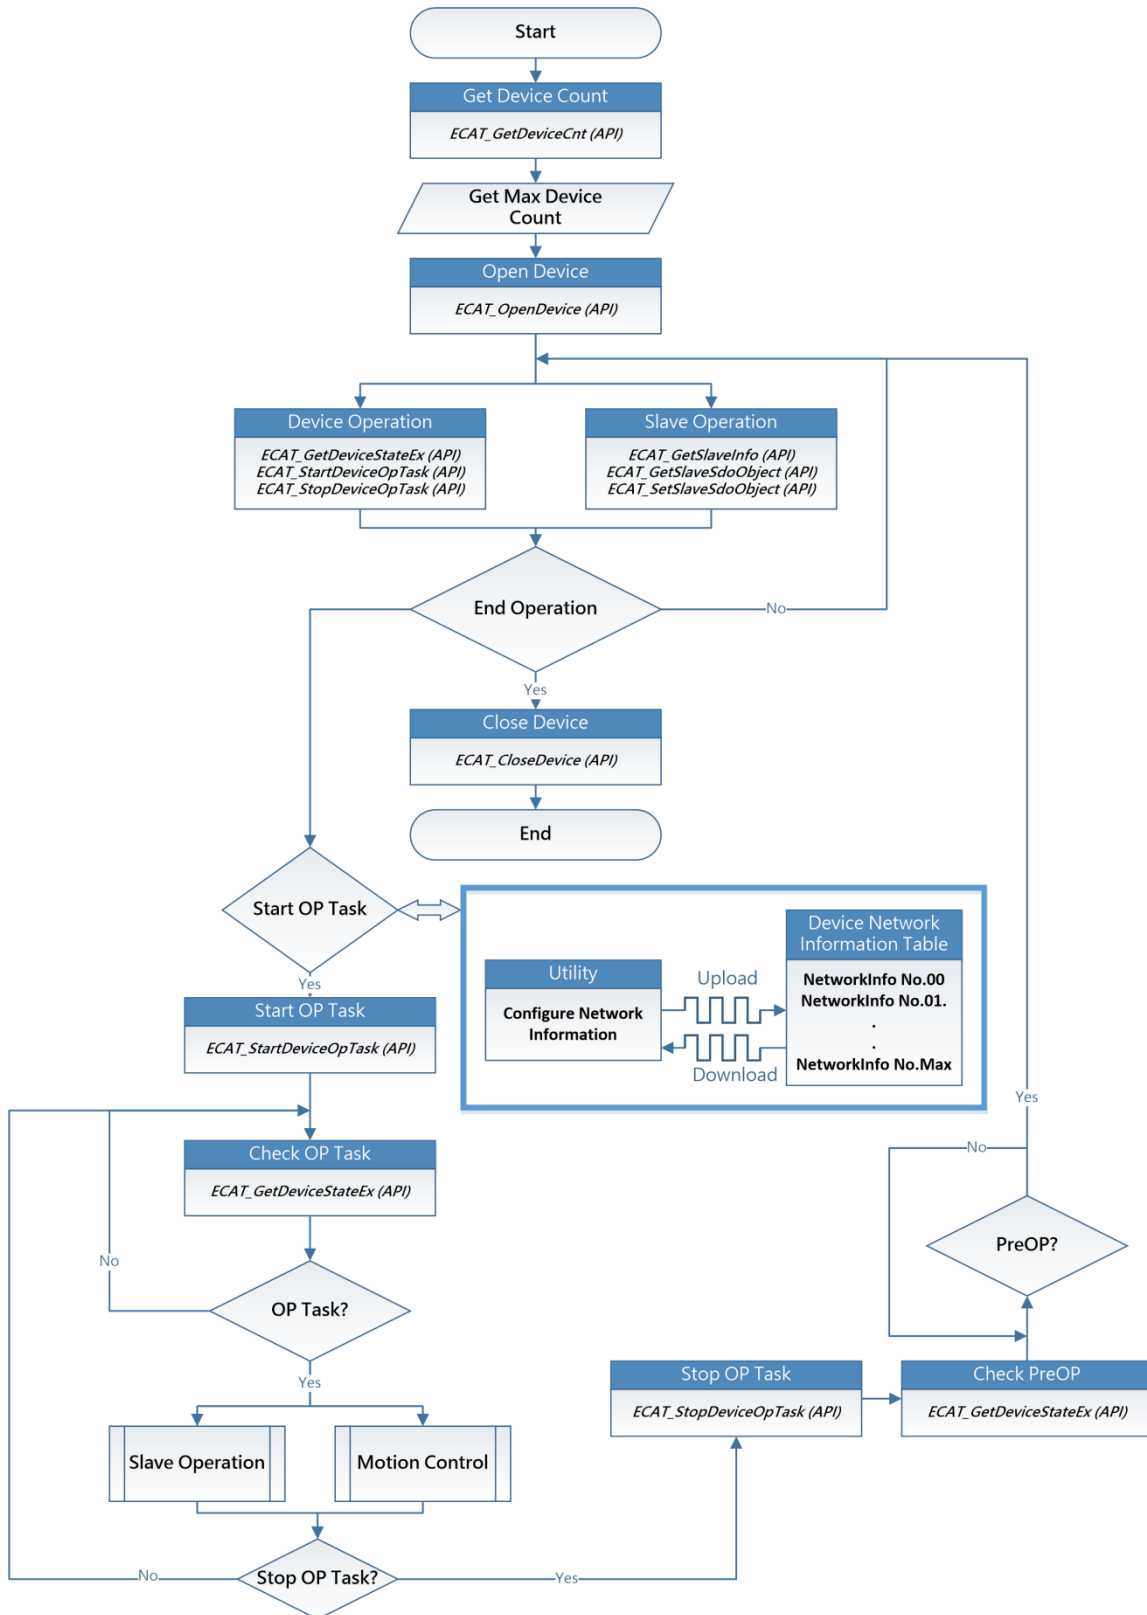 Start
Get Device Count
ECAT_GetDeviceCnt (API)
Get Max Device
Count
Open Device
ECAT_OpenDevice (API)
Device Operation
ECAT_GetDeviceStateEx (API)
ECAT_StartDeviceOpTask (API)
ECAT_StopDeviceOpTask (API)
Slave Operation
ECAT_GetSlaveInfo (API)
ECAT_GetSlaveSdoObject (API)
ECAT_SetSlaveSdoObject (API)
End Operation
No
Yes
Close Device
ECAT_CloseDevice (API)
End
Start OP Task
Utility
Configure Network
Information
Upload
Download
Device Network
Information Table
NetworkInfo No.00
NetworkInfo No.01.
.
.
NetworkInfo No.Max
Yes
Start OP Task
ECAT_StartDeviceOpTask (API)
Check OP Task
ECAT_GetDeviceStateEx (API)
No
OP Task?
Yes
Slave Operation
Motion Control
No
Stop OP Task?
Yes
Stop OP Task
ECAT_StopDeviceOpTask (API)
Check PreOP
ECAT_GetDeviceStateEx (API)
PreOP?
No
Yes